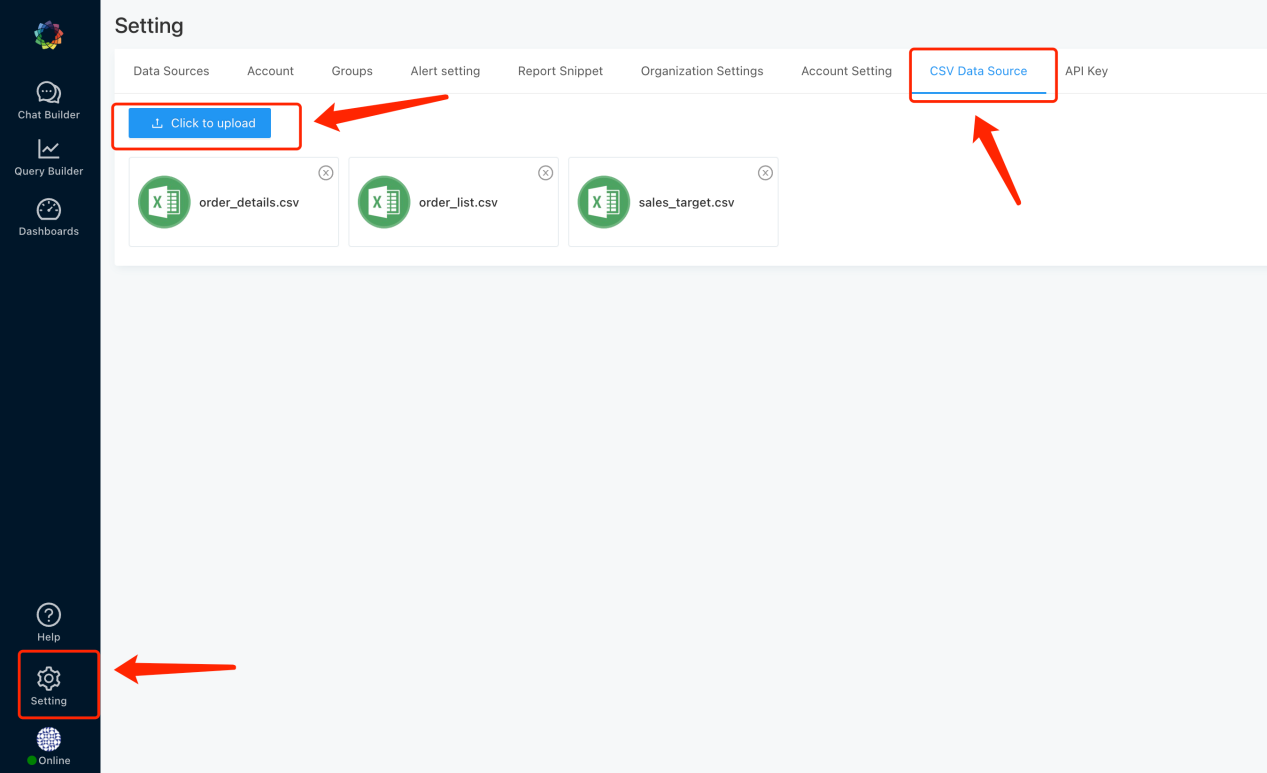 Setting
Data Sources Account Groups Alert setting Report Snippet Organization Settings Account Setting CSV Data Source API Key
Click to upload
X order_details.csv X order_list.csv X sales_target.csv
Chat Builder
Query Builder
Dashboards
? Help
Setting
Online